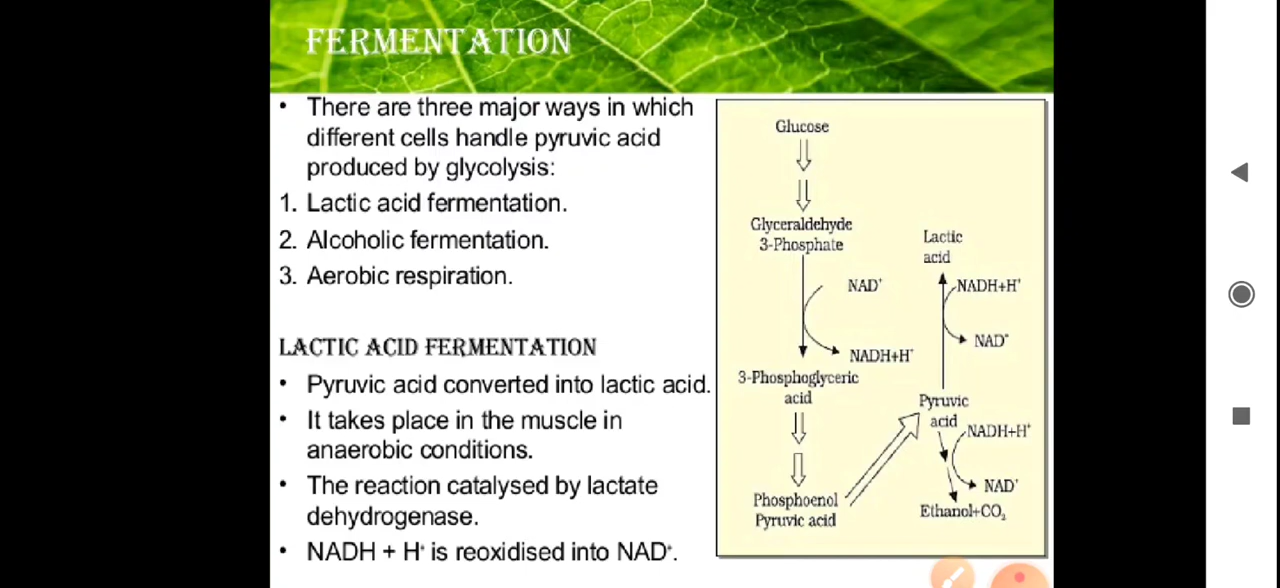 FERMENTATION
• There are three major ways in which
different cells handle pyruvic acid
produced by glycolysis:
1. Lactic acid fermentation.
2. Alcoholic fermentation.
3. Aerobic respiration.
LACTIC ACID FERMENTATION
• Pyruvic acid converted into lactic acid.
• It takes place in the muscle in
anaerobic conditions.
• The reaction catalysed by lactate
dehydrogenase.
• NADH + H⁺ is reoxidised into NAD⁺.
Glucose
Glyceraldehyde
3-Phosphate
NAD⁺
NADH+H⁺
3-Phosphoglyceric
acid
Phosphoenol
Pyruvic acid
Lactic
acid
NADH+H⁺
NAD⁺
Pyruvic
acid
NADH+H⁺
NAD⁺
Ethanol+CO₂